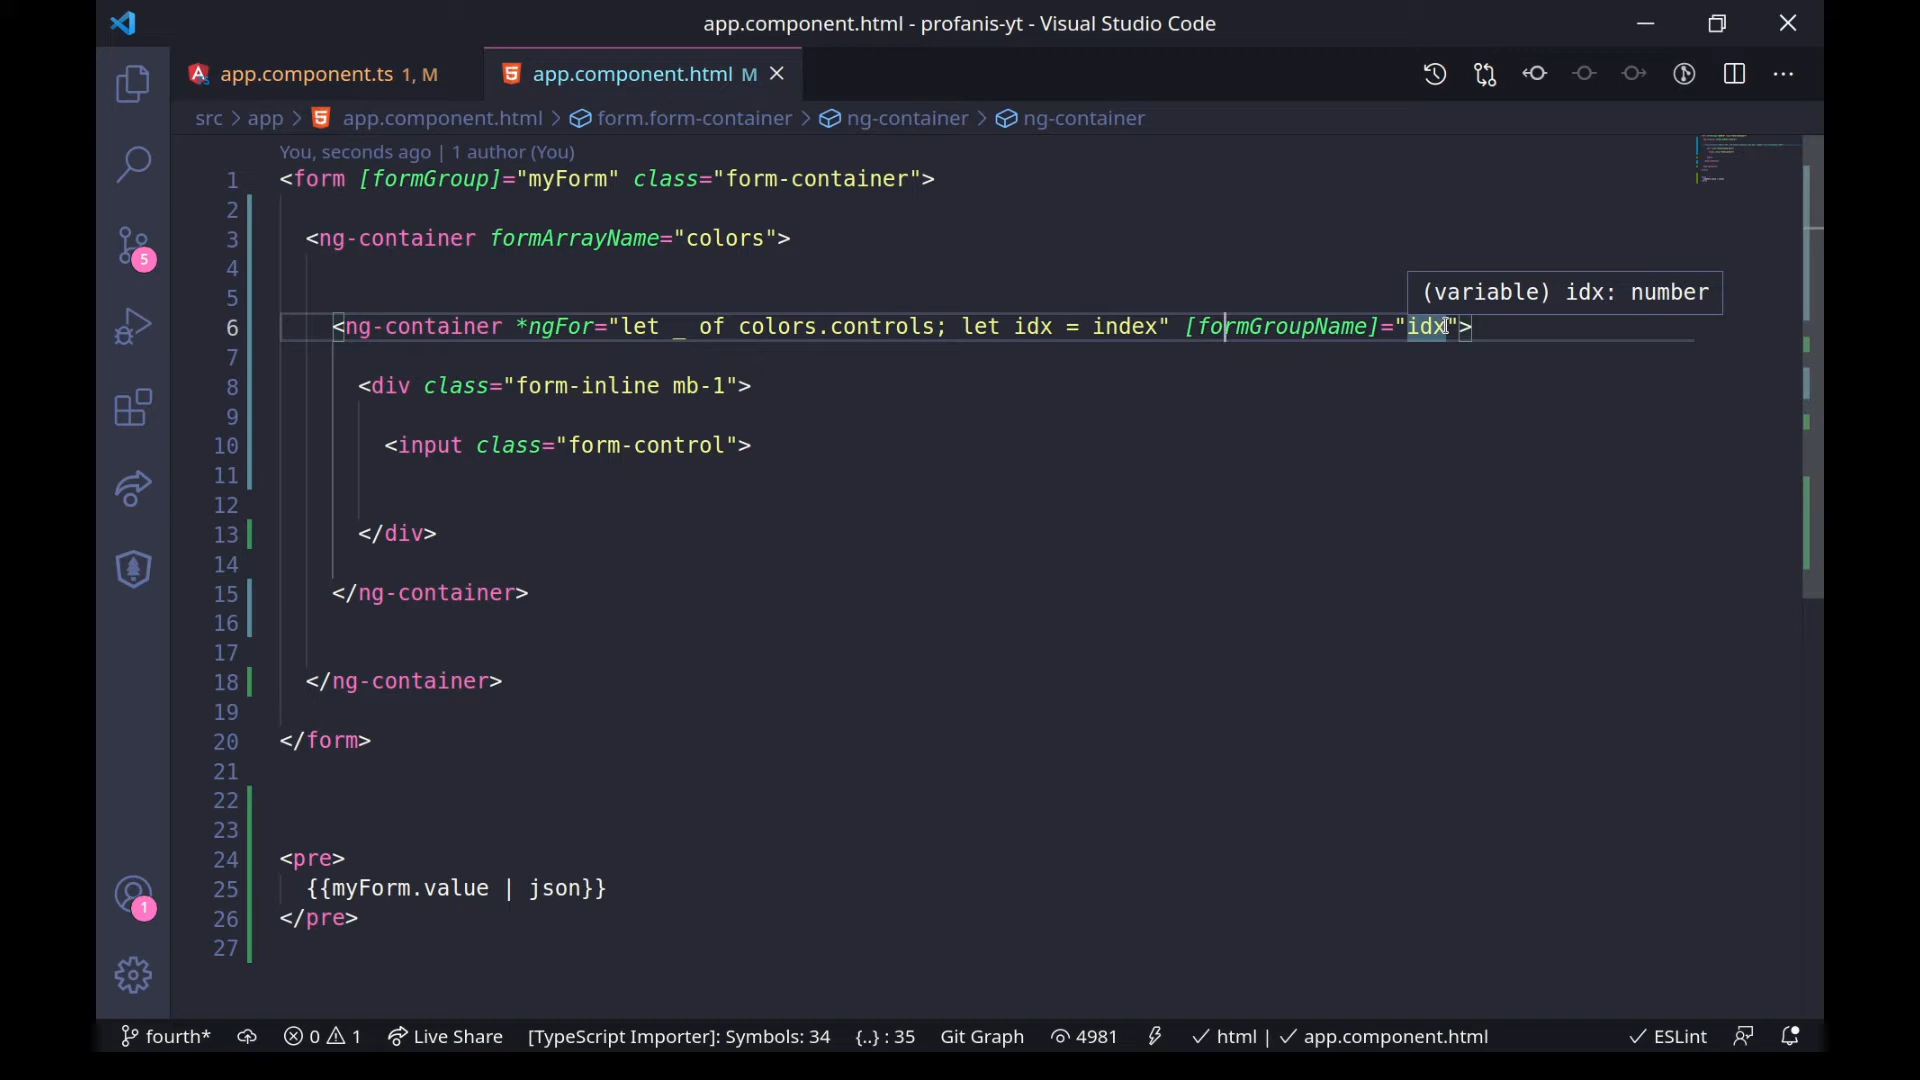 app.component.html - profanis-yt - Visual Studio Code
app.component.ts 1, M
app.component.html M
src > app > app.component.html > form.form-container > ng-container > ng-container
You, seconds ago | 1 author (You)
1 <form [formGroup]="myForm" class="form-container">
2
3 <ng-container formArrayName="colors">
4
5
(variable) idx: number
6 <ng-container *ngFor="let _ of colors.controls; let idx = index" [formGroupName]="idx">
7
8 <div class="form-inline mb-1">
9
10 <input class="form-control">
11
12
13 </div>
14
15 </ng-container>
16
17
18 </ng-container>
19
20 </form>
21
22
23
24 <pre>
25 {{myForm.value | json}}
26 </pre>
27
5
1
fourth* 0 1 Live Share [TypeScript Importer]: Symbols: 34 {..} : 35 Git Graph 4981 html | app.component.html ESLint